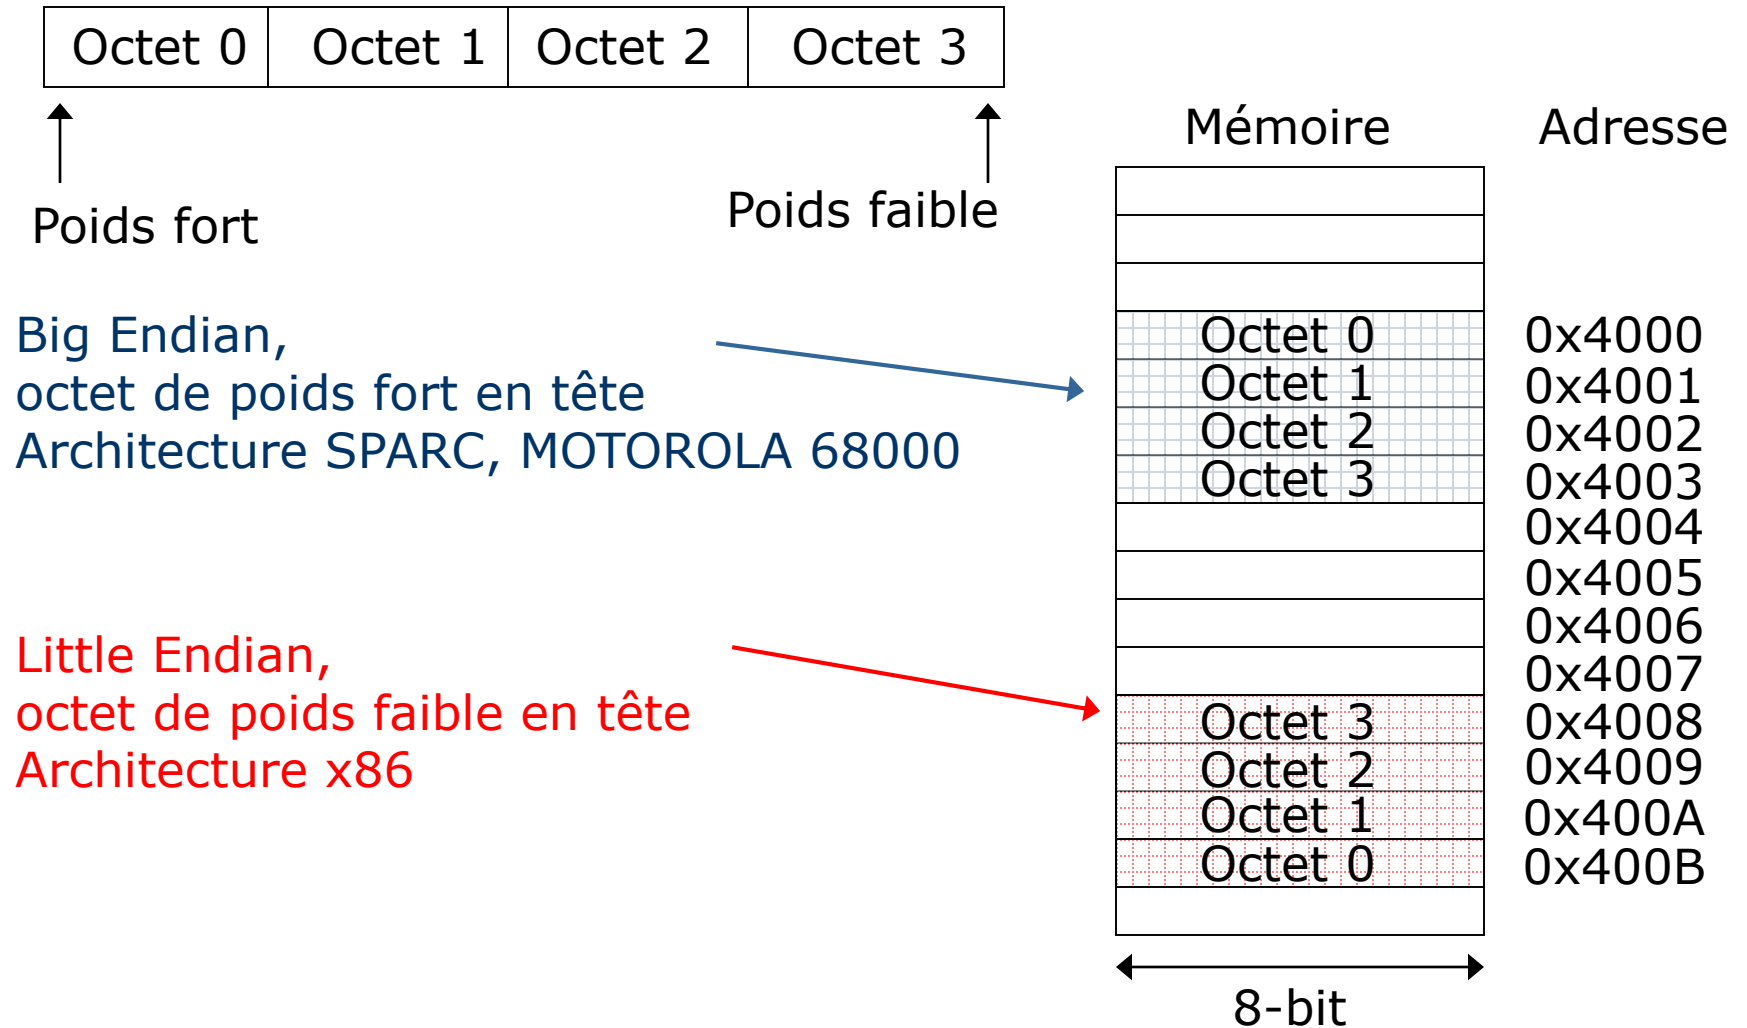 Octet 0 Octet 1 Octet 2 Octet 3
Poids fort
Poids faible
Mémoire Adresse
Big Endian,
octet de poids fort en tête
Architecture SPARC, MOTOROLA 68000
Little Endian,
octet de poids faible en tête
Architecture x86
Octet 0 0x4000
Octet 1 0x4001
Octet 2 0x4002
Octet 3 0x4003
0x4004
0x4005
0x4006
0x4007
Octet 3 0x4008
Octet 2 0x4009
Octet 1 0x400A
Octet 0 0x400B
8-bit